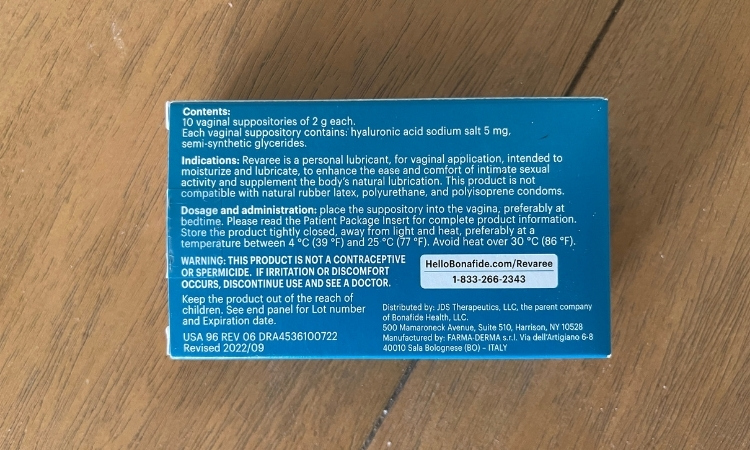 Contents:
10 vaginal suppositories of 2 g each.
Each vaginal suppository contains: hyaluronic acid sodium salt 5 mg,
semi-synthetic glycerides.
Indications: Revaree is a personal lubricant, for vaginal application, intended to
moisturize and lubricate, to enhance the ease and comfort of intimate sexual
activity and supplement the body's natural lubrication. This product is not
compatible with natural rubber latex, polyurethane, and polyisoprene condoms.
Dosage and administration: place the suppository into the vagina, preferably at
bedtime. Please read the Patient Package Insert for complete product information.
Store the product tightly closed, away from light and heat, preferably at a
temperature between 4 °C (39 °F) and 25 °C (77 °F). Avoid heat over 30 °C (86 °F).
WARNING: THIS PRODUCT IS NOT A CONTRACEPTIVE
OR SPERMICIDE. IF IRRITATION OR DISCOMFORT
OCCURS, DISCONTINUE USE AND SEE A DOCTOR.
Keep the product out of the reach of
children. See end panel for Lot number
and Expiration date.
USA 96 REV 06 DRA4536100722
Revised 2022/09
HelloBonafide.com/Revaree
1-833-266-2343
Distributed by: JDS Therapeutics, LLC, the parent company
of Bonafide Health, LLC.
500 Mamaroneck Avenue, Suite 510, Harrison, NY 10528
Manufactured by: FARMA-DERMA s.r.l. Via dell'Artigiano 6-8
40010 Sala Bolognese (BO) - ITALY